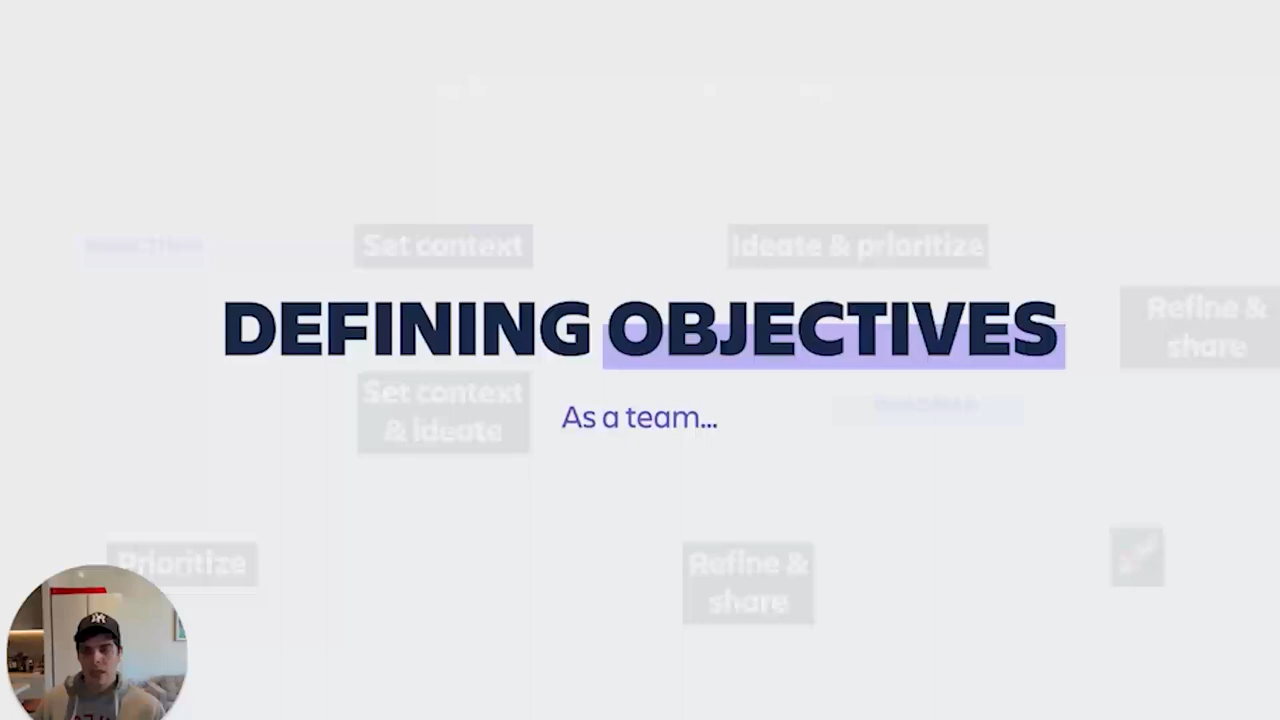 Set context
Ideate & prioritize
DEFINING OBJECTIVES
Refine &
share
Set context
& ideate
As a team...
Prioritize
Refine &
share